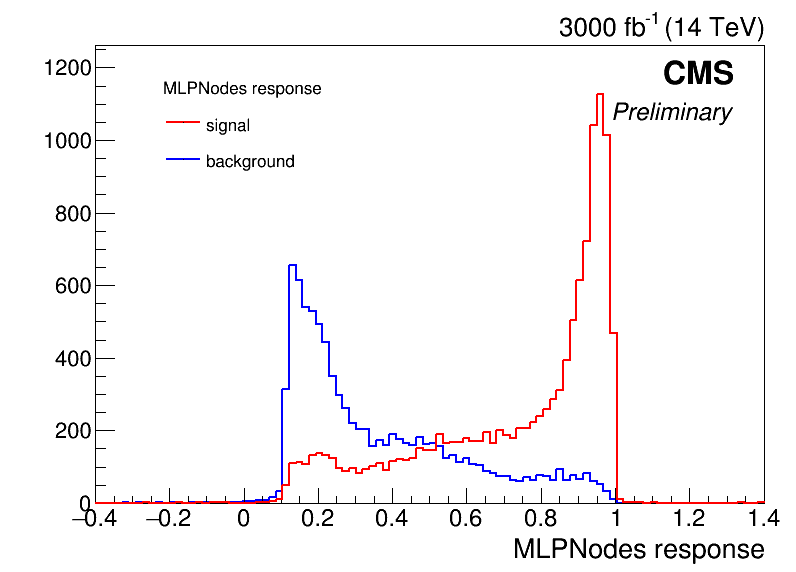 3000 fb-1 (14 TeV)
CMS
Preliminary
MLPNodes response
signal
background
1200
1000
800
600
400
200
0
−0.4 −0.2 0 0.2 0.4 0.6 0.8 1 1.2 1.4
MLPNodes response